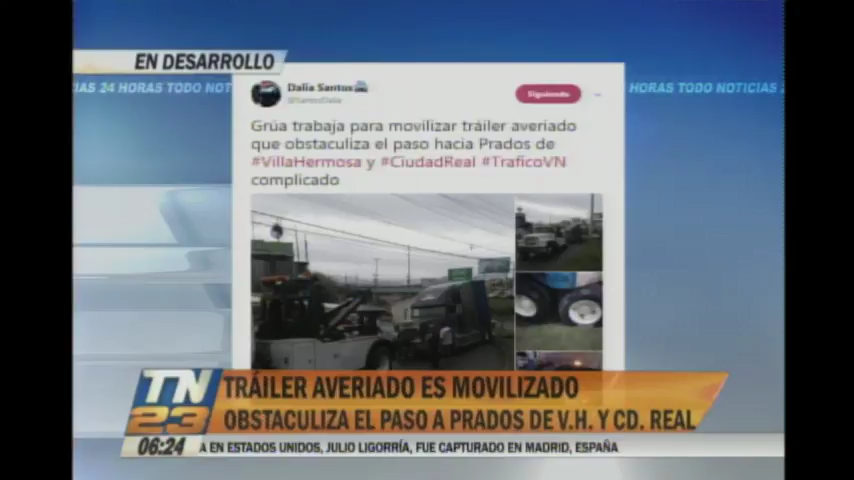 EN DESARROLLO
IAS 24 HORAS TODO NOT
HORAS TODO NOTICIAS 2
Dalia Santos
@SantosDalia
Siguiendo
Grúa trabaja para movilizar tráiler averiado
que obstaculiza el paso hacia Prados de
#VillaHermosa y #CiudadReal #TraficoVN
complicado
TN
23
TRÁILER AVERIADO ES MOVILIZADO
OBSTACULIZA EL PASO A PRADOS DE V.H. Y CD. REAL
06:24
A EN ESTADOS UNIDOS, JULIO LIGORRÍA, FUE CAPTURADO EN MADRID, ESPAÑA